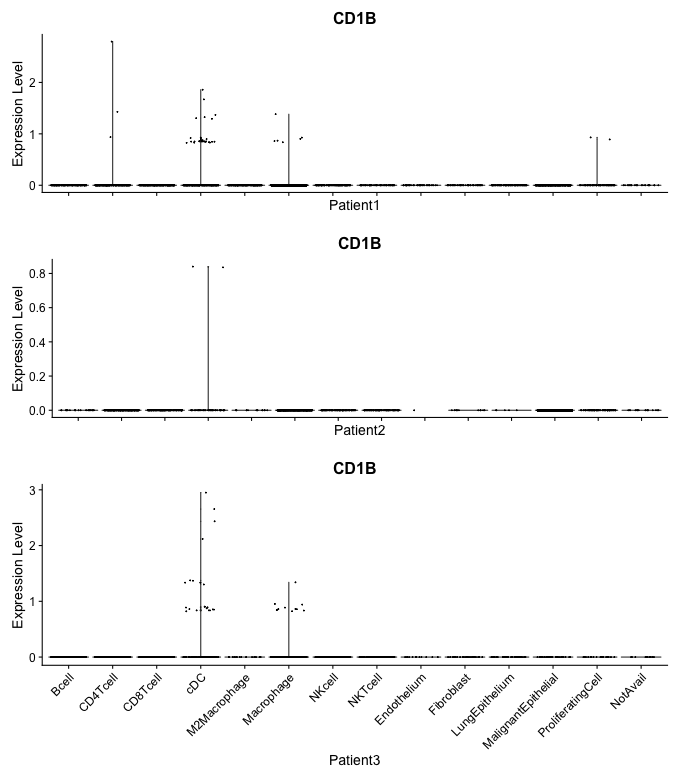 CD1B
Expression Level
2
1
0
Patient1
CD1B
Expression Level
0.8
0.6
0.4
0.2
0.0
Patient2
CD1B
Expression Level
3
2
1
0
Bcell
CD4Tcell
CD8Tcell
cDC
M2Macrophage
Macrophage
NKcell
NKTcell
Endothelium
Fibroblast
LungEpithelium
MalignantEpithelial
ProliferatingCell
NotAvail
Patient3